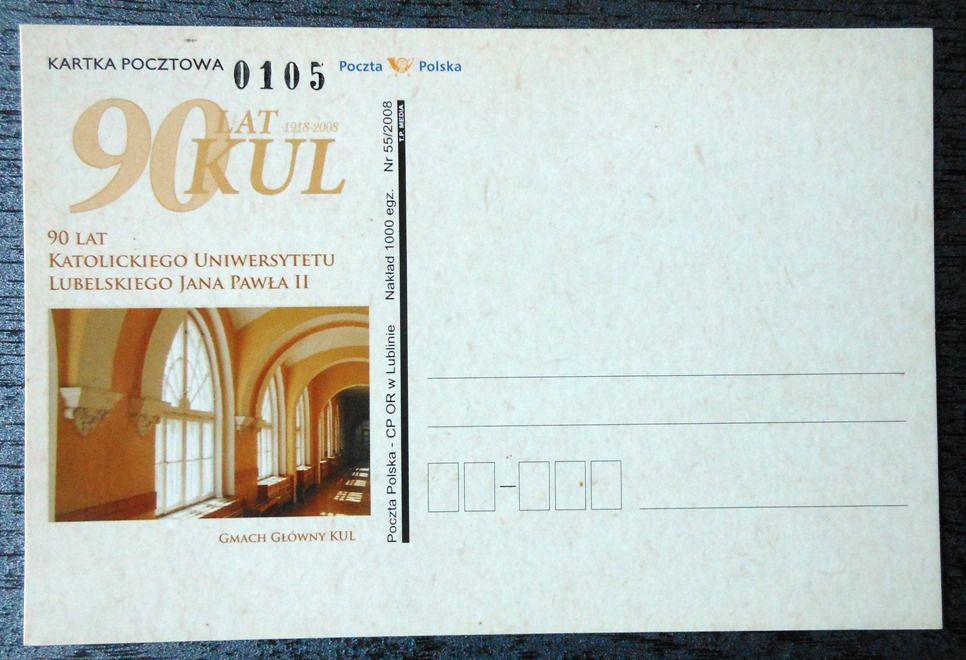 KARTKA POCZTOWA 0105 Poczta Polska
90 LAT 1918-2008
KUL
90 LAT
KATOLICKIEGO UNIWERSYTETU
LUBELSKIEGO JANA PAWŁA II
GMACH GŁÓWNY KUL
Poczta Polska - CP OR w Lublinie Nakład 1000 egz. Nr 55/2008
T.P. MEDIA